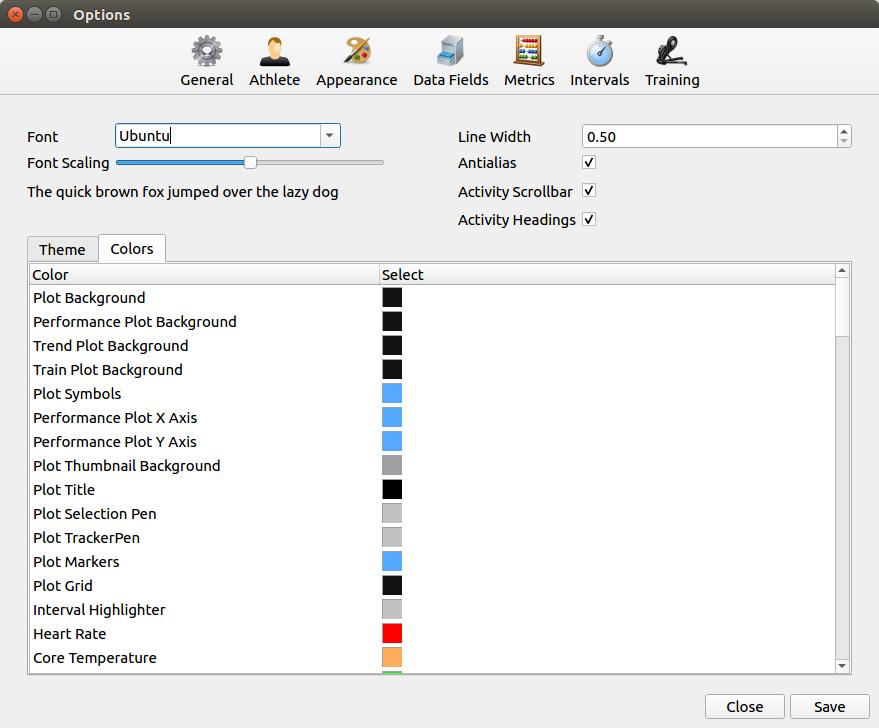 Options
General Athlete Appearance Data Fields Metrics Intervals Training
Font Ubuntu Line Width 0.50
Font Scaling Antialias
The quick brown fox jumped over the lazy dog Activity Scrollbar
Activity Headings
Theme Colors
Color Select
Plot Background
Performance Plot Background
Trend Plot Background
Train Plot Background
Plot Symbols
Performance Plot X Axis
Performance Plot Y Axis
Plot Thumbnail Background
Plot Title
Plot Selection Pen
Plot TrackerPen
Plot Markers
Plot Grid
Interval Highlighter
Heart Rate
Core Temperature
Close Save